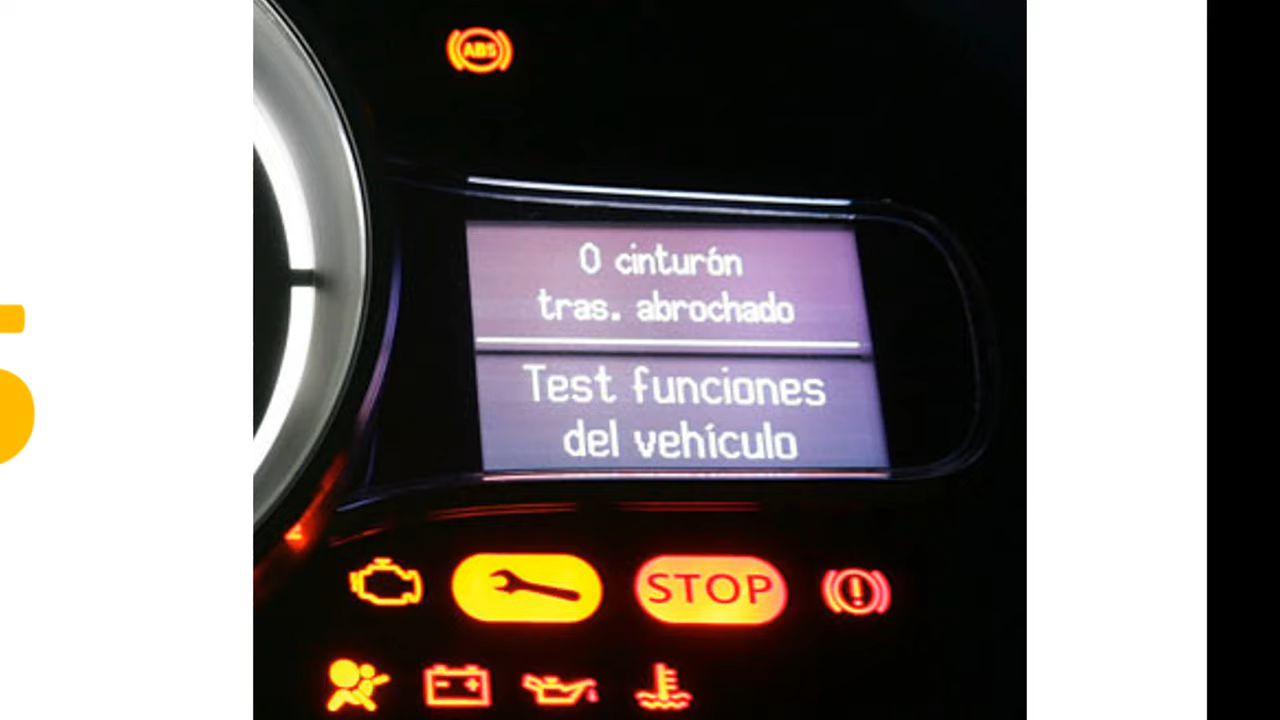 ABS
0 cinturón
tras. abrochado
Test funciones
del vehículo
STOP